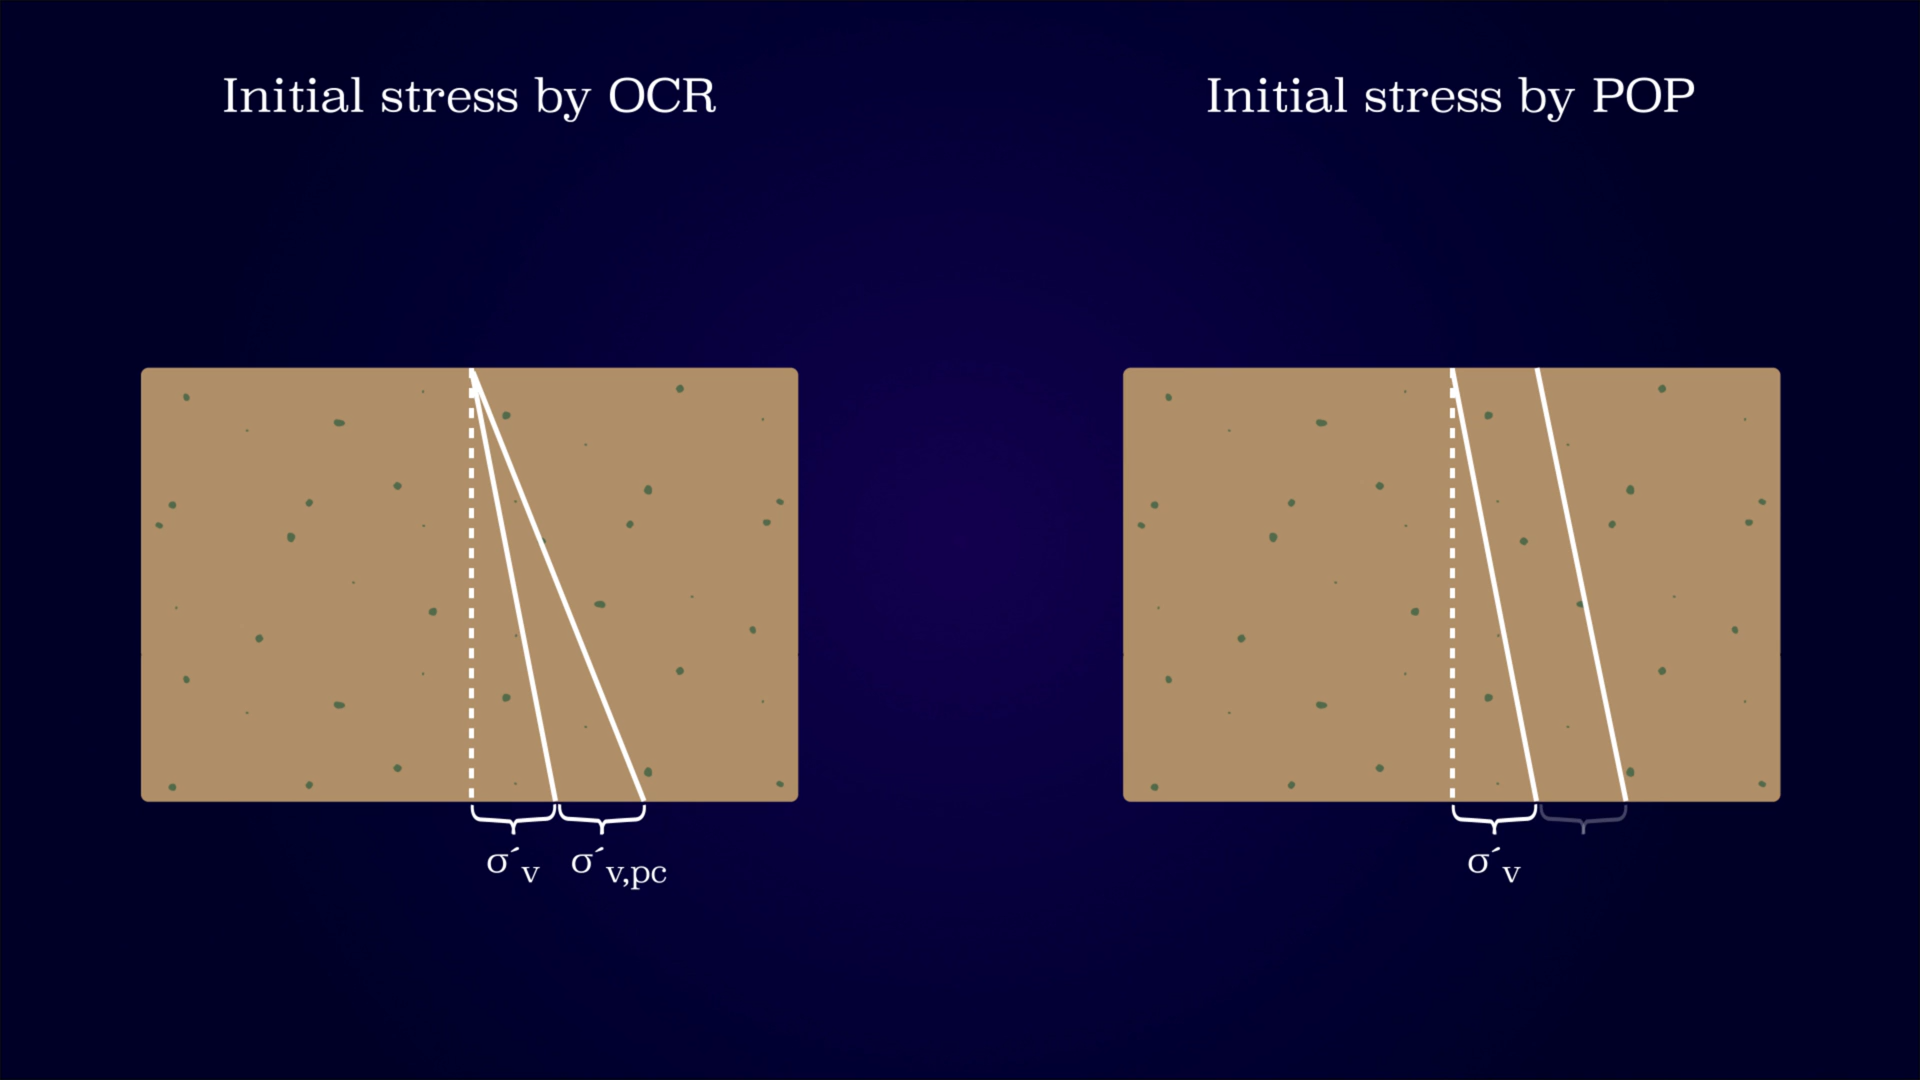 Initial stress by OCR
Initial stress by POP
σ´v σ´v,pc
σ´v